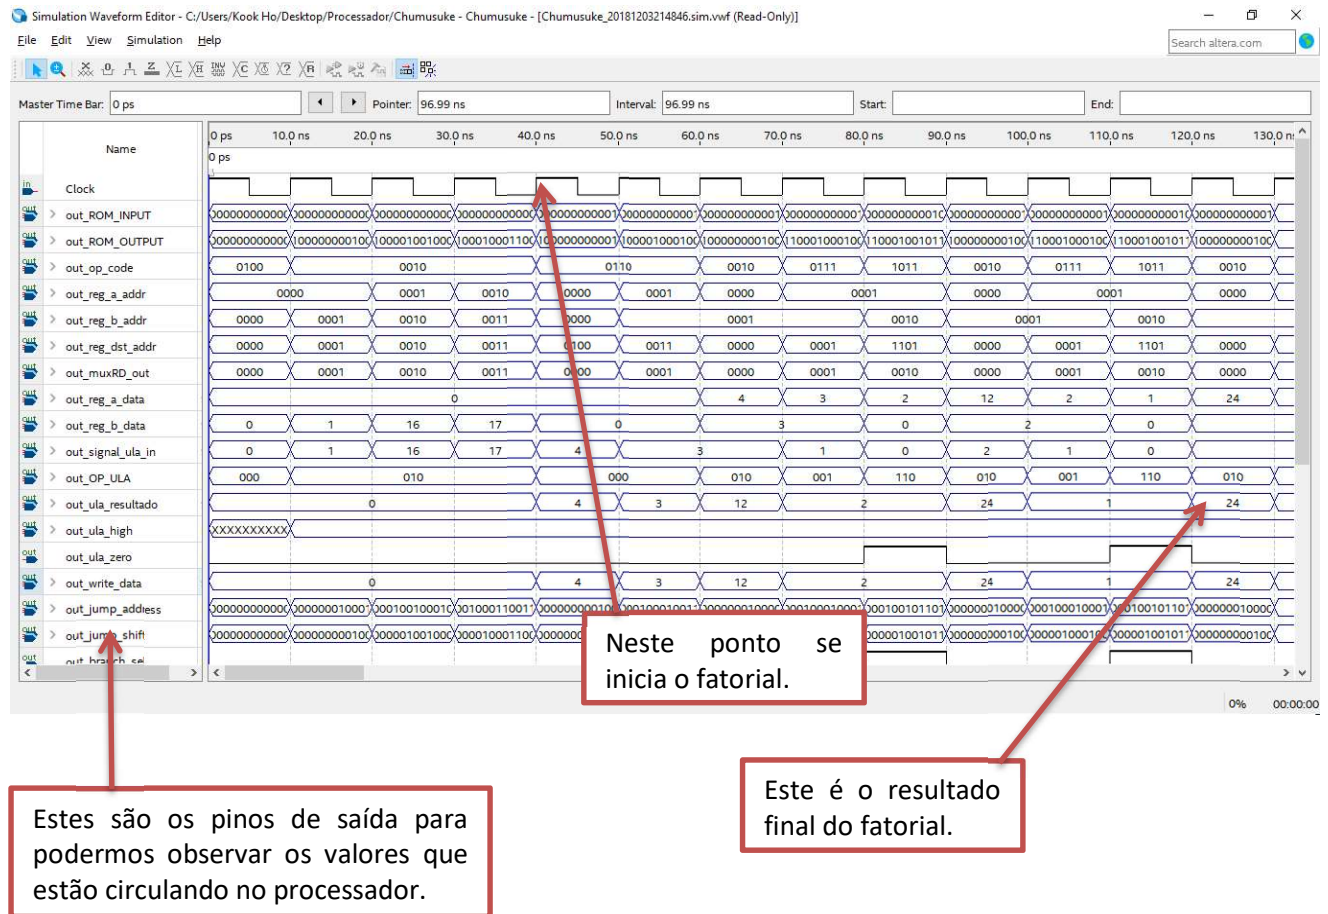 Simulation Waveform Editor - C:/Users/Kook Ho/Desktop/Processador/Chumusuke - Chumusuke - [Chumusuke_20181203214846.sim.vwf (Read-Only)]
File Edit View Simulation Help
Search altera.com
Master Time Bar: 0 ps Pointer: 96.99 ns Interval: 96.99 ns Start: End:
Name
0 ps 10.0 ns 20.0 ns 30.0 ns 40.0 ns 50.0 ns 60.0 ns 70.0 ns 80.0 ns 90.0 ns 100.0 ns 110.0 ns 120.0 ns 130.0 ns
0 ps
Clock
out_ROM_INPUT
out_ROM_OUTPUT
out_op_code 0100 0010 0110 0010 0111 1011 0010 0111 1011 0010
out_reg_a_addr 0000 0001 0010 0000 0001 0000 0001 0000 0001 0000
out_reg_b_addr 0000 0001 0010 0011 0000 0001 0010 0001 0010
out_reg_dst_addr 0000 0001 0010 0011 0100 0011 0000 0001 1101 0000 0001 1101 0000
out_muxRD_out 0000 0001 0010 0011 0000 0001 0000 0001 0010 0000 0001 0010 0000
out_reg_a_data 0 4 3 2 12 2 1 24
out_reg_b_data 0 1 16 17 0 3 0 2 0
out_signal_ula_in 0 1 16 17 4 3 1 0 2 1 0
out_OP_ULA 000 010 000 010 001 110 010 001 110 010
out_ula_resultado 0 4 3 12 2 24 1 24
out_ula_high XXXXXXXXXX
out_ula_zero
out_write_data 0 4 3 12 2 24 1 24
out_jump_address
out_jump_shift
out_branch_sel
0% 00:00:00
Neste ponto se
inicia o fatorial.
Este é o resultado
final do fatorial.
Estes são os pinos de saída para
podermos observar os valores que
estão circulando no processador.